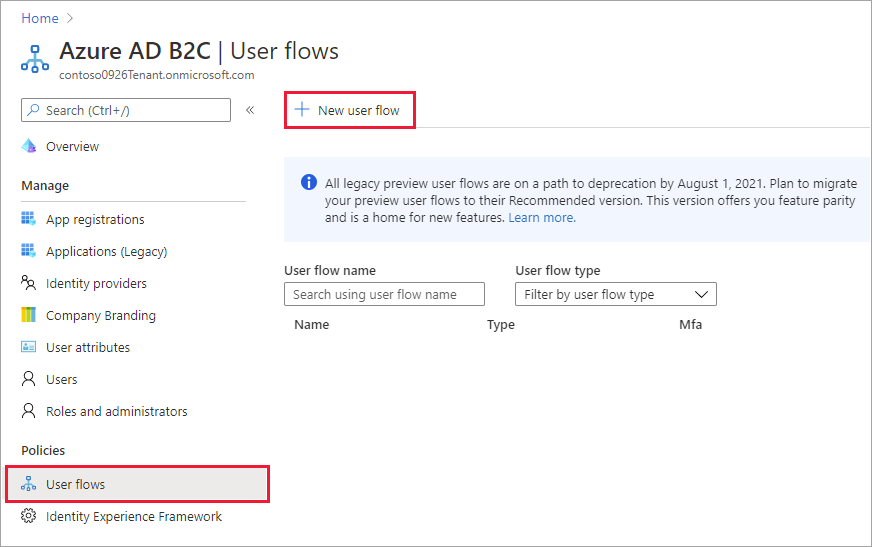 Home
Azure AD B2C | User flows
contoso0926Tenant.onmicrosoft.com
Search (Ctrl+/)
Overview
Manage
App registrations
Applications (Legacy)
Identity providers
Company Branding
User attributes
Users
Roles and administrators
Policies
User flows
Identity Experience Framework
New user flow
All legacy preview user flows are on a path to deprecation by August 1, 2021. Plan to migrate
your preview user flows to their Recommended version. This version offers you feature parity
and is a home for new features. Learn more.
User flow name
User flow type
Search using user flow name
Filter by user flow type
Name
Type
Mfa